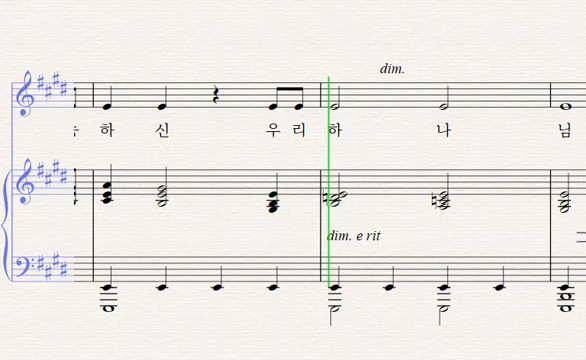 dim.
하 신 우 리 하 나 님
dim. e rit